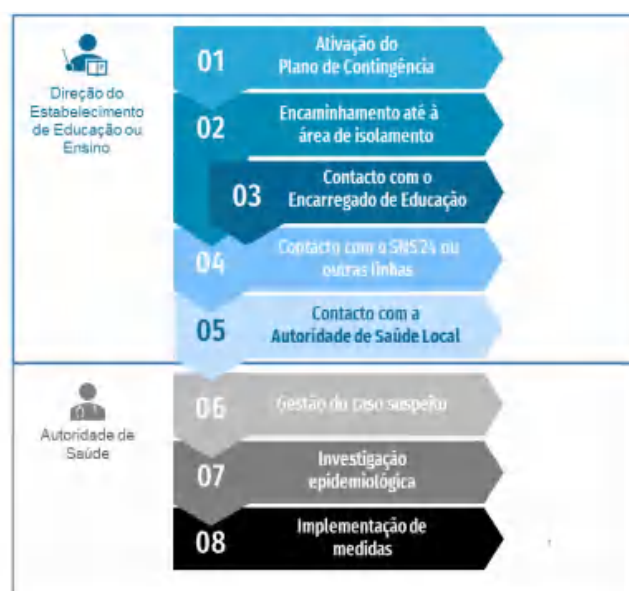 Direção do
Estabelecimento
de Educação ou
Ensino
01
Ativação do
Plano de Contingência
02
Encaminhamento até à
área de isolamento
03
Contacto com o
Encarregado de Educação
04
Contacto com o SNS 24 ou
outras linhas
05
Contacto com a
Autoridade de Saúde Local
Autoridade de
Saúde
06
Gestão do caso suspeito
07
Investigação
epidemiológica
08
Implementação de
medidas